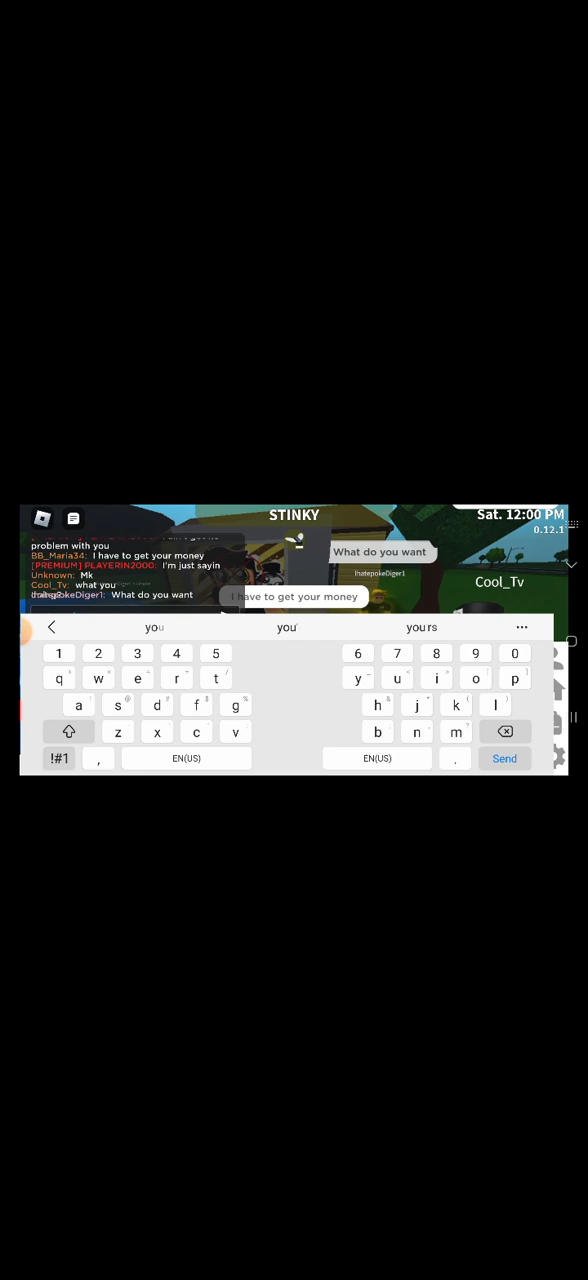 STINKY
Sat. 12:00 PM
0.12.1
problem with you
BB_Maria34: I have to get your money
[PREMIUM] PLAYERIN2000: I'm just sayin
Unknown: Mk
Cool_Tv: what you
IhatepokeDiger1: What do you want
What do you want
IhatepokeDiger1
Cool_Tv
I have to get your money
you you yours
1 2 3 4 5 6 7 8 9 0
q w e r t y u i o p
a s d f g h j k l
z x c v b n m
!#1 , EN(US) EN(US) . Send